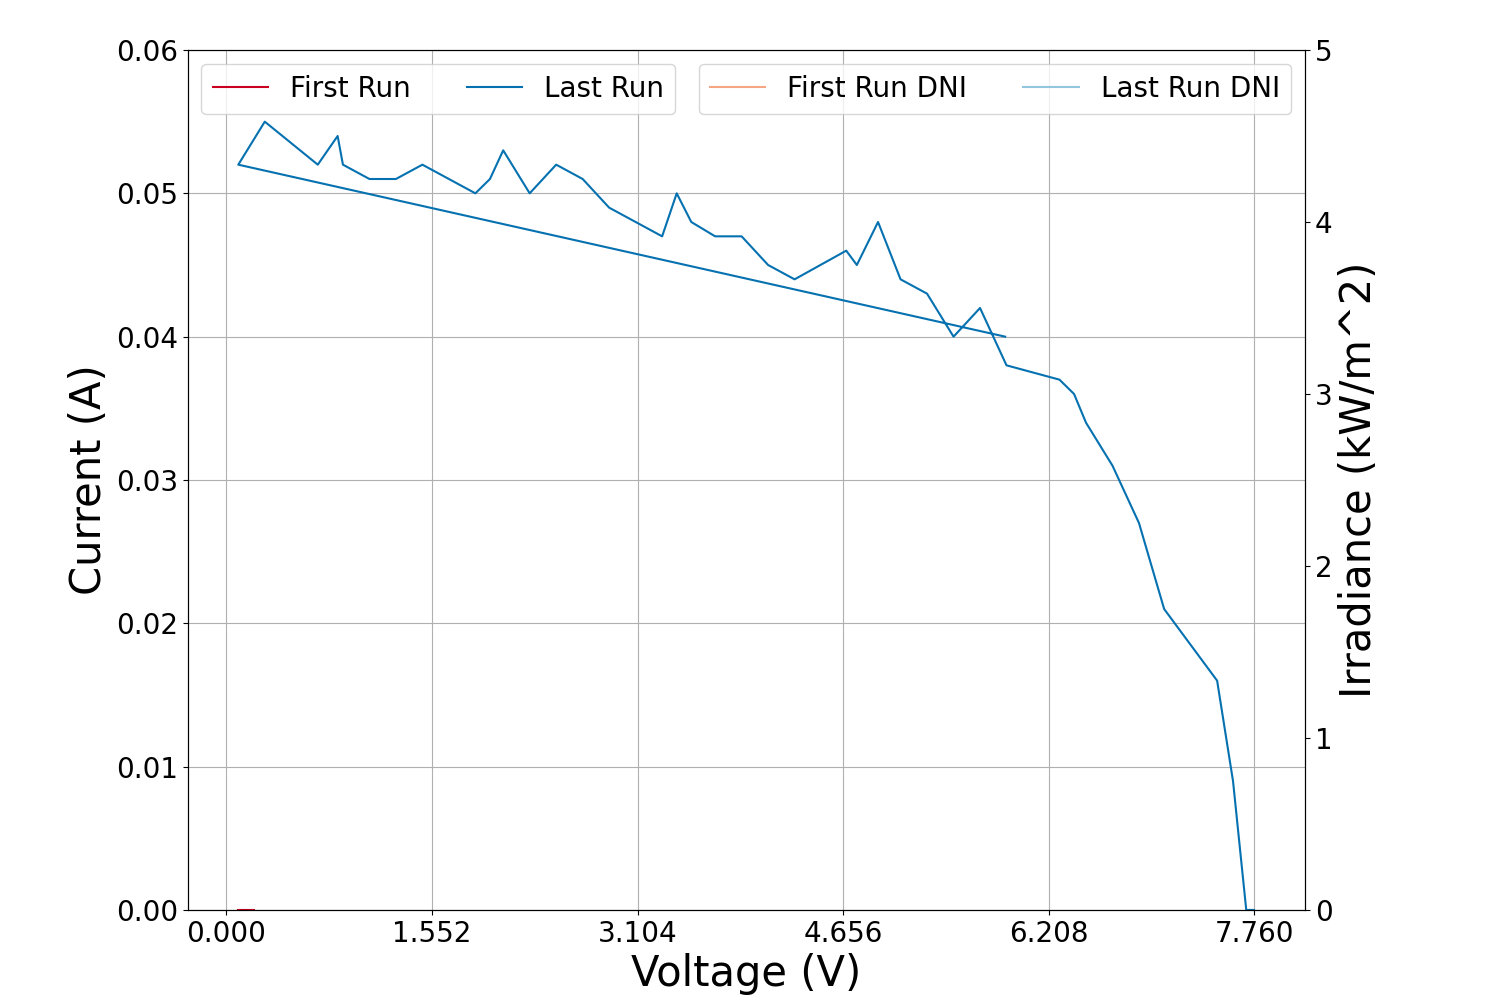 First Run
Last Run
First Run DNI
Last Run DNI
0.06
0.05
0.04
0.03
0.02
0.01
0.00
Current (A)
0.000
1.552
3.104
4.656
6.208
7.760
Voltage (V)
5
4
3
2
1
0
Irradiance (kW/m^2)